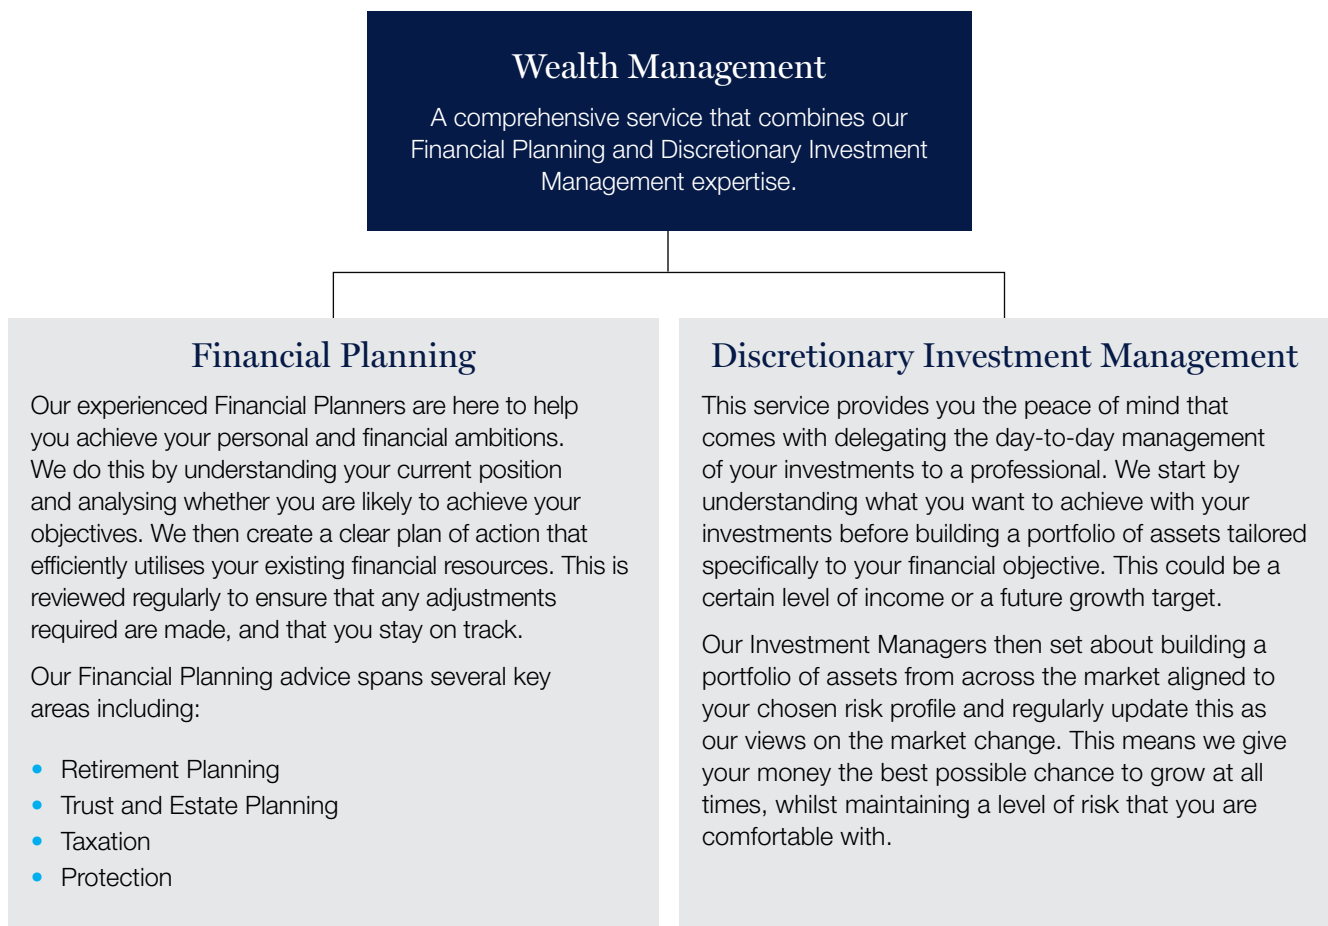 Wealth Management
A comprehensive service that combines our
Financial Planning and Discretionary Investment
Management expertise.
Financial Planning
Our experienced Financial Planners are here to help
you achieve your personal and financial ambitions.
We do this by understanding your current position
and analysing whether you are likely to achieve your
objectives. We then create a clear plan of action that
efficiently utilises your existing financial resources. This is
reviewed regularly to ensure that any adjustments
required are made, and that you stay on track.
Our Financial Planning advice spans several key
areas including:
• Retirement Planning
• Trust and Estate Planning
• Taxation
• Protection
Discretionary Investment Management
This service provides you the peace of mind that
comes with delegating the day-to-day management
of your investments to a professional. We start by
understanding what you want to achieve with your
investments before building a portfolio of assets tailored
specifically to your financial objective. This could be a
certain level of income or a future growth target.
Our Investment Managers then set about building a
portfolio of assets from across the market aligned to
your chosen risk profile and regularly update this as
our views on the market change. This means we give
your money the best possible chance to grow at all
times, whilst maintaining a level of risk that you are
comfortable with.